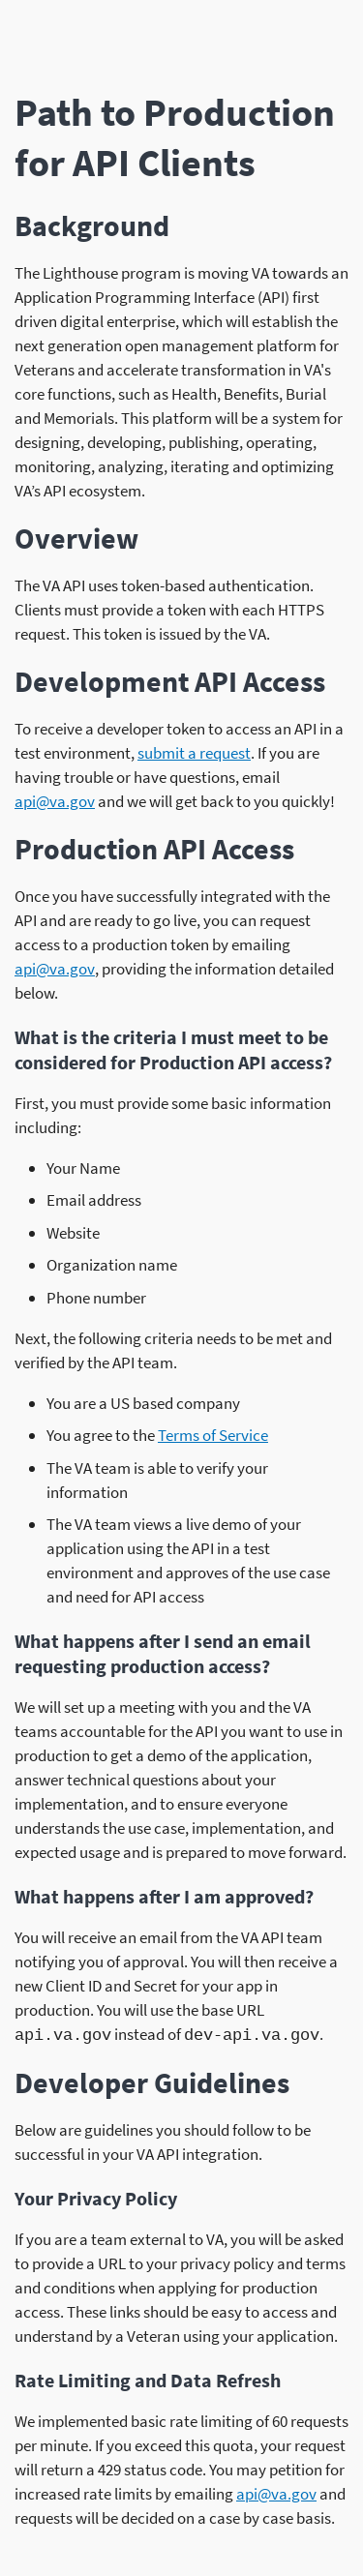 Path to Production
for API Clients
Background
The Lighthouse program is moving VA towards an
Application Programming Interface (API) first
driven digital enterprise, which will establish the
next generation open management platform for
Veterans and accelerate transformation in VA's
core functions, such as Health, Benefits, Burial
and Memorials. This platform will be a system for
designing, developing, publishing, operating,
monitoring, analyzing, iterating and optimizing
VA’s API ecosystem.
Overview
The VA API uses token-based authentication.
Clients must provide a token with each HTTPS
request. This token is issued by the VA.
Development API Access
To receive a developer token to access an API in a
test environment, submit a request. If you are
having trouble or have questions, email
api@va.gov and we will get back to you quickly!
Production API Access
Once you have successfully integrated with the
API and are ready to go live, you can request
access to a production token by emailing
api@va.gov, providing the information detailed
below.
What is the criteria I must meet to be
considered for Production API access?
First, you must provide some basic information
including:
• Your Name
• Email address
• Website
• Organization name
• Phone number
Next, the following criteria needs to be met and
verified by the API team.
• You are a US based company
• You agree to the Terms of Service
• The VA team is able to verify your
information
• The VA team views a live demo of your
application using the API in a test
environment and approves of the use case
and need for API access
What happens after I send an email
requesting production access?
We will set up a meeting with you and the VA
teams accountable for the API you want to use in
production to get a demo of the application,
answer technical questions about your
implementation, and to ensure everyone
understands the use case, implementation, and
expected usage and is prepared to move forward.
What happens after I am approved?
You will receive an email from the VA API team
notifying you of approval. You will then receive a
new Client ID and Secret for your app in
production. You will use the base URL
api.va.gov instead of dev-api.va.gov.
Developer Guidelines
Below are guidelines you should follow to be
successful in your VA API integration.
Your Privacy Policy
If you are a team external to VA, you will be asked
to provide a URL to your privacy policy and terms
and conditions when applying for production
access. These links should be easy to access and
understand by a Veteran using your application.
Rate Limiting and Data Refresh
We implemented basic rate limiting of 60 requests
per minute. If you exceed this quota, your request
will return a 429 status code. You may petition for
increased rate limits by emailing api@va.gov and
requests will be decided on a case by case basis.